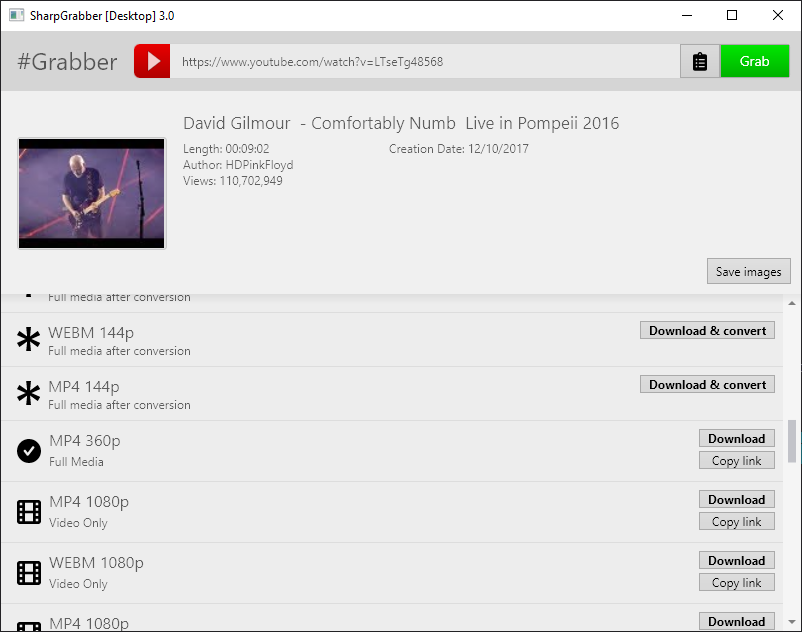 SharpGrabber [Desktop] 3.0
#Grabber
https://www.youtube.com/watch?v=LTseTg48568
Grab
David Gilmour - Comfortably Numb Live in Pompeii 2016
Length: 00:09:02
Creation Date: 12/10/2017
Author: HDPinkFloyd
Views: 110,702,949
Save images
Full media after conversion
WEBM 144p
Download & convert
Full media after conversion
MP4 144p
Download & convert
Full media after conversion
MP4 360p
Download
Full Media
Copy link
MP4 1080p
Download
Video Only
Copy link
WEBM 1080p
Download
Video Only
Copy link
MP4 1080p
Download